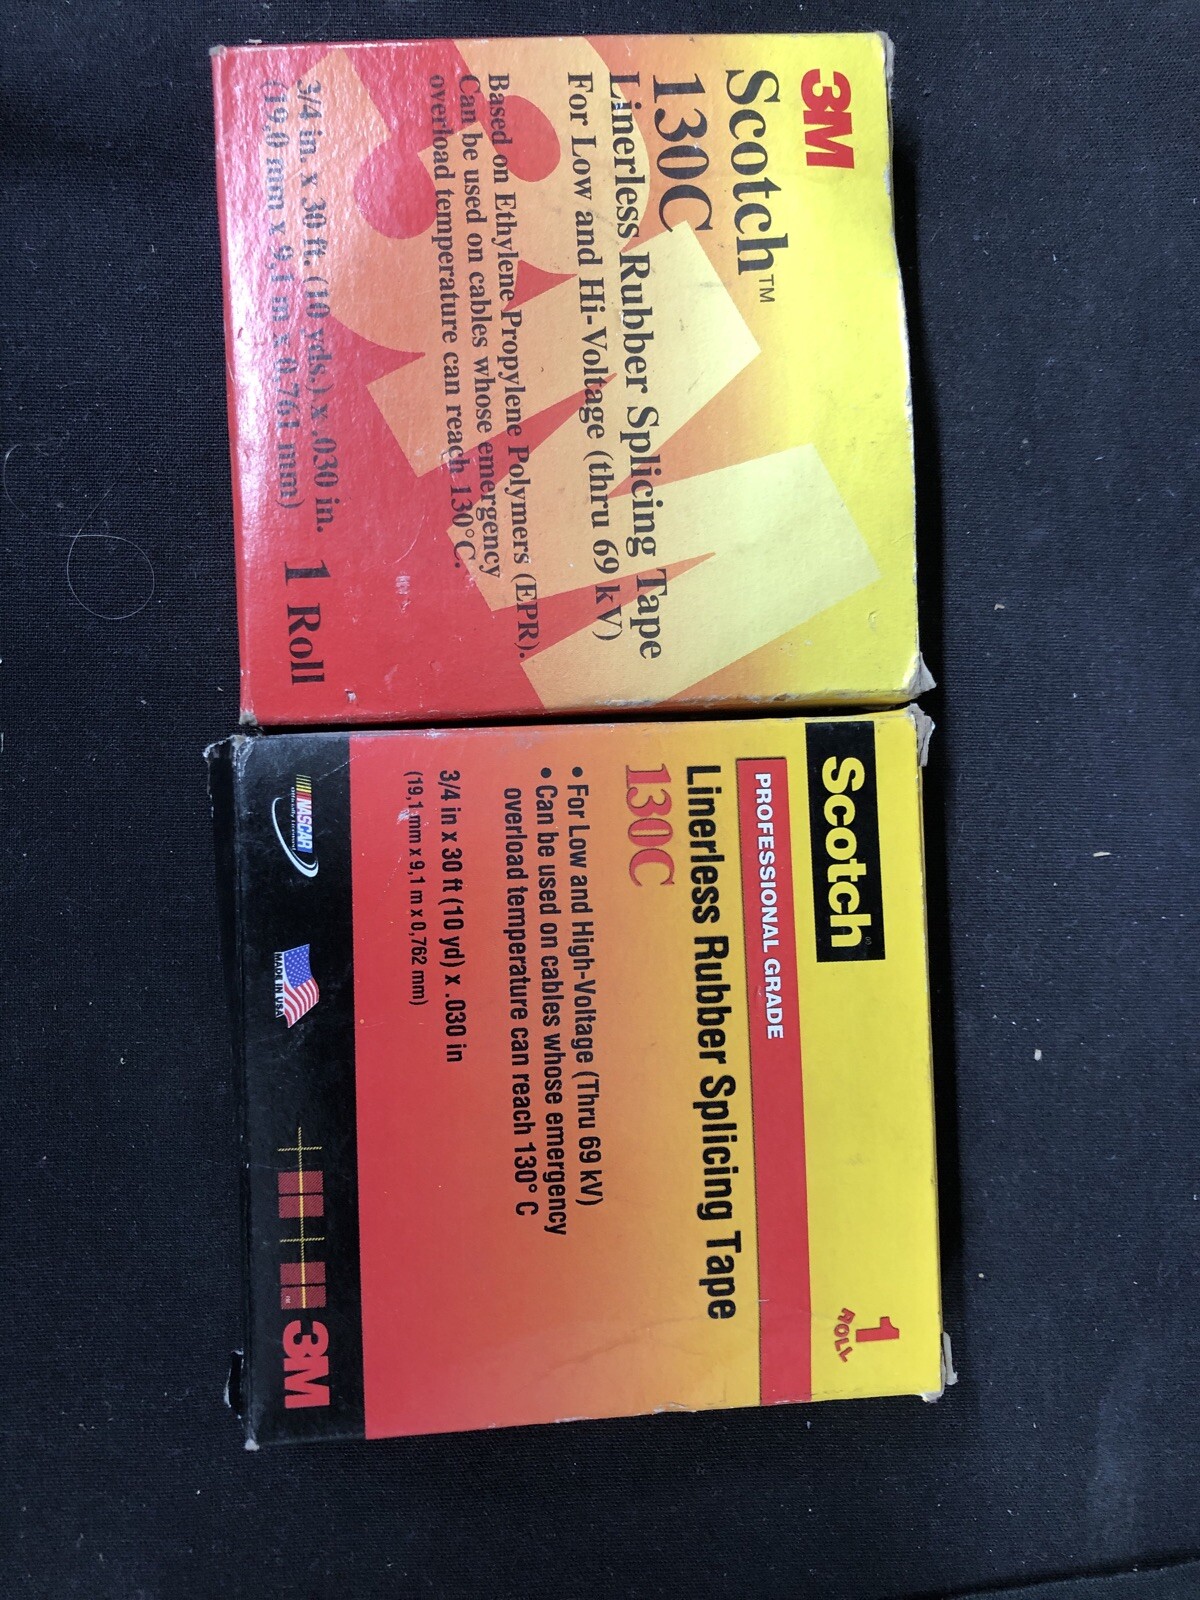 3M
Scotch™
130C
Linerless Rubber Splicing Tape
For Low and Hi-Voltage (thru 69 kV)
Based on Ethylene Propylene Polymers (EPR).
Can be used on cables whose emergency
overload temperature can reach 130°C.
3/4 in. x 30 ft. (10 yds.) x .030 in.
(19,0 mm x 9,1 m x 0,761 mm)
1 Roll
Scotch
1 ROLL
PROFESSIONAL GRADE
Linerless Rubber Splicing Tape
130C
• For Low and High-Voltage (Thru 69 kV)
• Can be used on cables whose emergency
overload temperature can reach 130° C
3/4 in x 30 ft (10 yd) x .030 in
(19,1 mm x 9,1 m x 0,762 mm)
NASCAR
Officially Licensed
MADE IN USA
3M